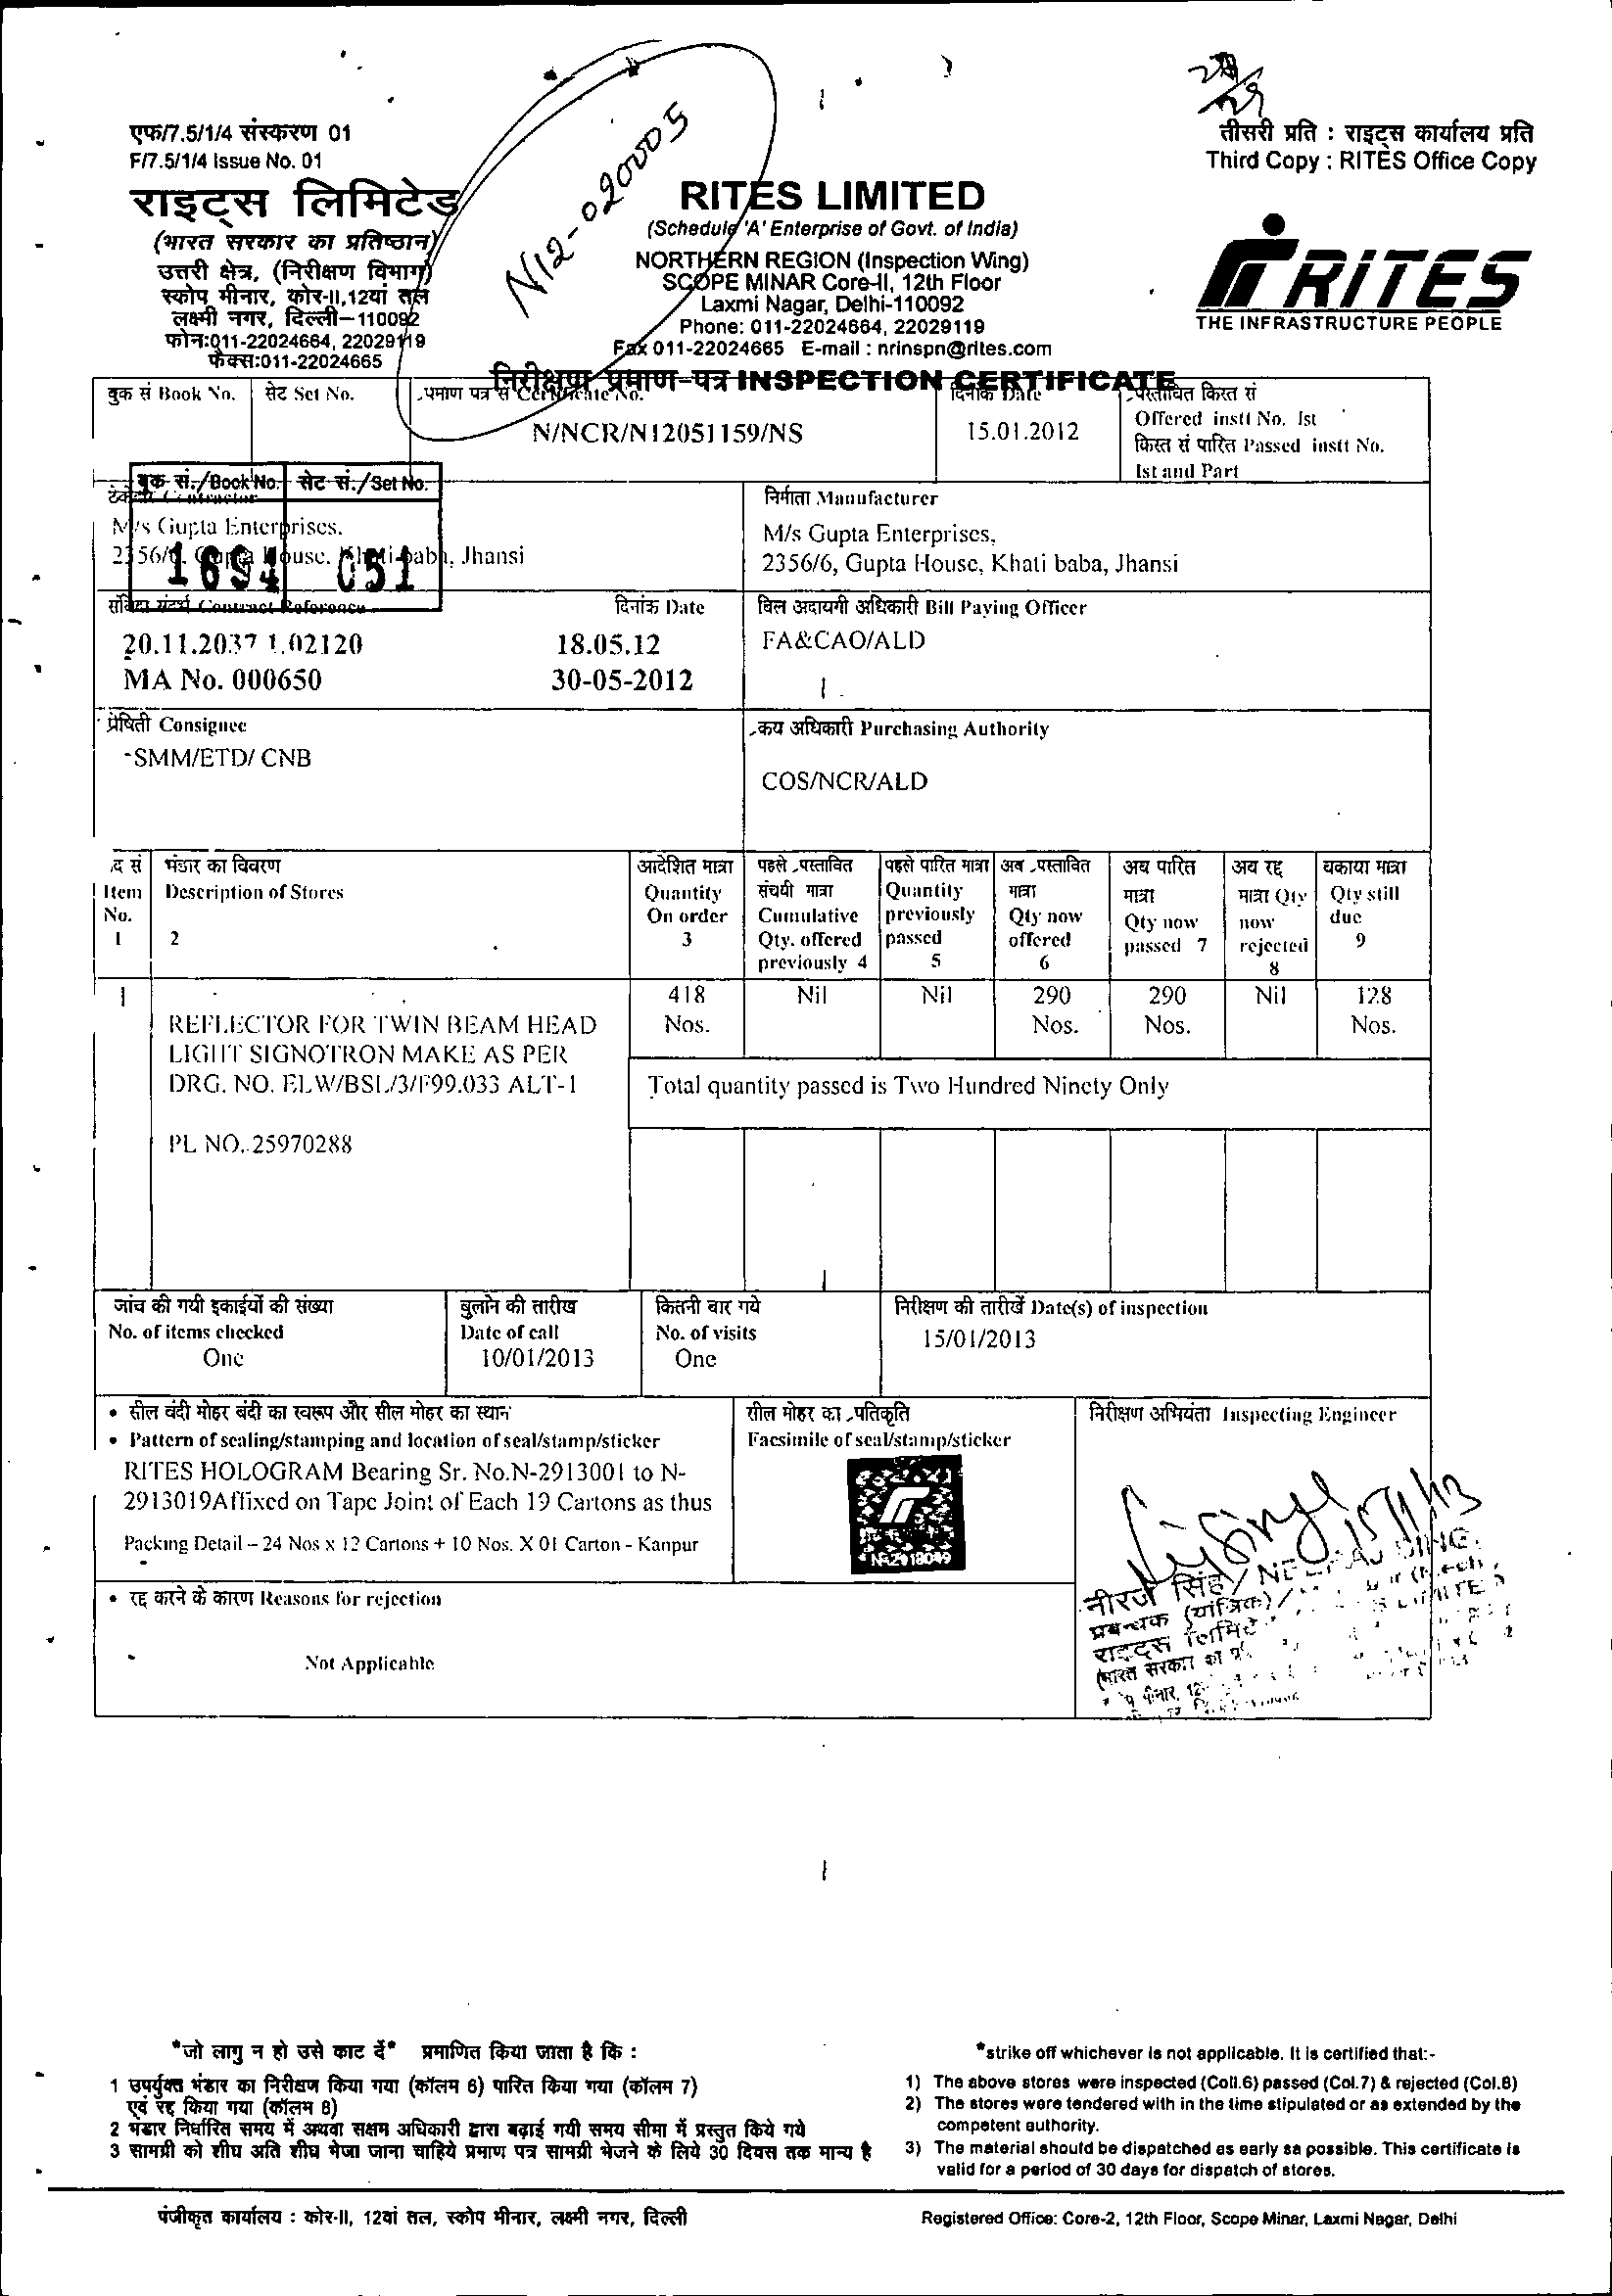 एफ/7.5/1/4 संस्करण 01
F/7.5/1/4 Issue No. 01
तीसरी प्रति : राइट्स कार्यालय प्रति
Third Copy : RITES Office Copy
N12-020005
राइट्स लिमिटेड
(भारत सरकार का प्रतिष्ठान)
उत्तरी क्षेत्र, (निरीक्षण विभाग)
स्कोप मीनार, कोर-II,12वां तल
लक्ष्मी नगर, दिल्ली-110092
फोन:011-22024664, 22029119
फैक्स:011-22024665
RITES LIMITED
(Schedule 'A' Enterprise of Govt. of India)
NORTHERN REGION (Inspection Wing)
SCOPE MINAR Core-II, 12th Floor
Laxmi Nagar, Delhi-110092
Phone: 011-22024664, 22029119
Fax 011-22024665 E-mail : nrinspn@rites.com
RITES
THE INFRASTRUCTURE PEOPLE
निरीक्षण प्रमाण-पत्र INSPECTION CERTIFICATE
बुक सं Book No.
सेट Set No.
प्रमाण पत्र सं Certificate No.
N/NCR/N12051159/NS
दिनांक Date
15.01.2012
प्रस्तावित किस्त सं
Offered instt No. Ist
किस्त सं पारित Passed instt No.
Ist and Part
बुक सं./Book No. सेट सं./Set No.
1694 051
Contractor
M/s Gupta Enterprises.
2356/6, Gupta House, Khati baba, Jhansi
निर्माता Manufacturer
M/s Gupta Enterprises,
2356/6, Gupta House, Khati baba, Jhansi
संविदा संदर्भ Contract Reference
दिनांक Date
20.11.2037 1.02120 18.05.12
MA No. 000650 30-05-2012
बिल अदायगी अधिकारी Bill Paying Officer
FA&CAO/ALD
प्रेषिती Consignee
-SMM/ETD/ CNB
क्रय अधिकारी Purchasing Authority
COS/NCR/ALD
मद सं
Item No.
1
भंडार का विवरण
Description of Stores
2
आदेशित मात्रा
Quantity On order
3
पहले प्रस्तावित संचयी मात्रा
Cumulative Qty. offered previously 4
पहले पारित मात्रा
Quantity previously passed
5
अब प्रस्तावित मात्रा
Qty now offered
6
अब पारित मात्रा
Qty now passed 7
अब रद्द मात्रा Qty now rejected
8
बकाया मात्रा
Qty still due
9
1
REFLECTOR FOR TWIN BEAM HEAD
LIGHT SIGNOTRON MAKE AS PER
DRG. NO. ELW/BSL/3/F99.033 ALT-1
PL NO. 25970288
418 Nos.
Nil
Nil
290 Nos.
290 Nos.
Nil
128 Nos.
Total quantity passed is Two Hundred Ninety Only
जांच की गयी इकाईयों की संख्या
No. of items checked
One
बुलाने की तारीख
Date of call
10/01/2013
कितनी बार गये
No. of visits
One
निरीक्षण की तारीखें Date(s) of inspection
15/01/2013
• सील बंदी मोहर बंदी का स्वरूप और सील मोहर का स्थान
• Pattern of sealing/stamping and location of seal/stamp/sticker
RITES HOLOGRAM Bearing Sr. No.N-2913001 to N-
2913019Affixed on Tape Joint of Each 19 Cartons as thus
Packing Detail – 24 Nos x 12 Cartons + 10 Nos. X 01 Carton - Kanpur
सील मोहर का प्रतिकृति
Facsimile of seal/stamp/sticker
निरीक्षण अभियंता Inspecting Engineer
15/1/13
नीरज सिंह
प्रबन्धक (यांत्रिक)
राइट्स
• रद्द करने के कारण Reasons for rejection
Not Applicable
"जो लागु न हो उसे काट दें" प्रमाणित किया जाता है कि :
1 उपर्युक्त भंडार का निरीक्षण किया गया (कॉलम 6) पारित किया गया (कॉलम 7)
एवं रद्द किया गया (कॉलम 8)
2 भंडार निर्धारित समय में अथवा सक्षम अधिकारी द्वारा बढ़ाई गयी समय सीमा में प्रस्तुत किये गये
3 सामग्री को शीघ्र अति शीघ्र भेजा जाना चाहिये प्रमाण पत्र सामग्री भेजने के लिये 30 दिवस तक मान्य है
*strike off whichever is not applicable. It is certified that:-
1) The above stores were inspected (Coll.6) passed (Col.7) & rejected (Col.8)
2) The stores were tendered with in the time stipulated or as extended by the
competent authority.
3) The material should be dispatched as early sa possible. This certificate is
valid for a period of 30 days for dispatch of stores.
पंजीकृत कार्यालय : कोर-II, 12वां तल, स्कोप मीनार, लक्ष्मी नगर, दिल्ली
Registered Office: Core-2, 12th Floor, Scope Minar, Laxmi Nagar, Delhi